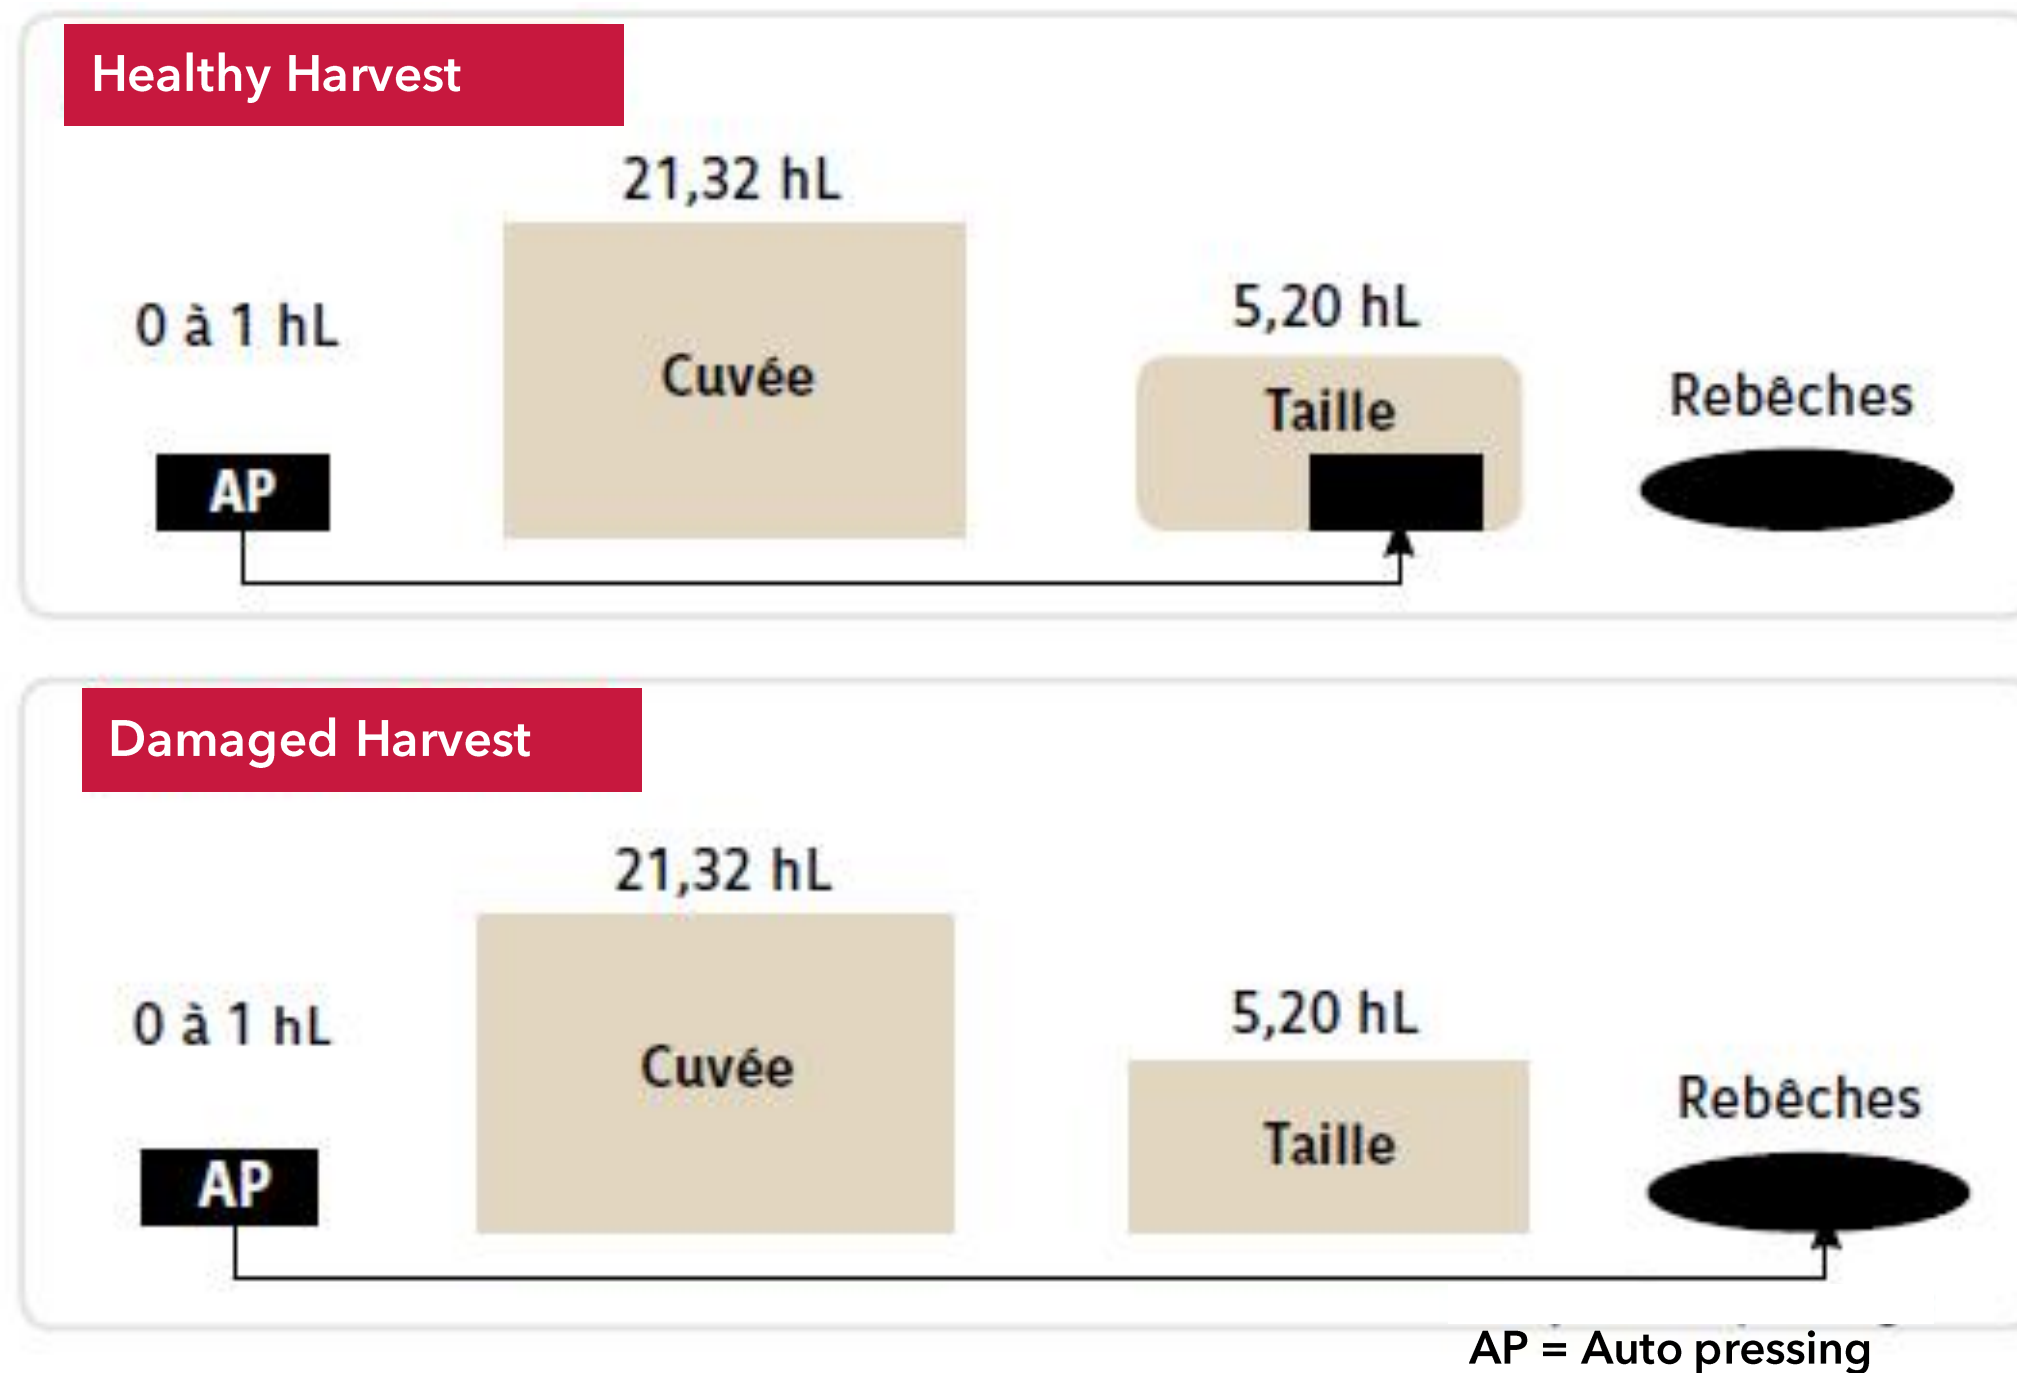 Healthy Harvest
21,32 hL
0 à 1 hL
5,20 hL
Cuvée
Taille
Rebêches
AP
Damaged Harvest
21,32 hL
0 à 1 hL
5,20 hL
Cuvée
Rebêches
Taille
AP
AP = Auto pressing